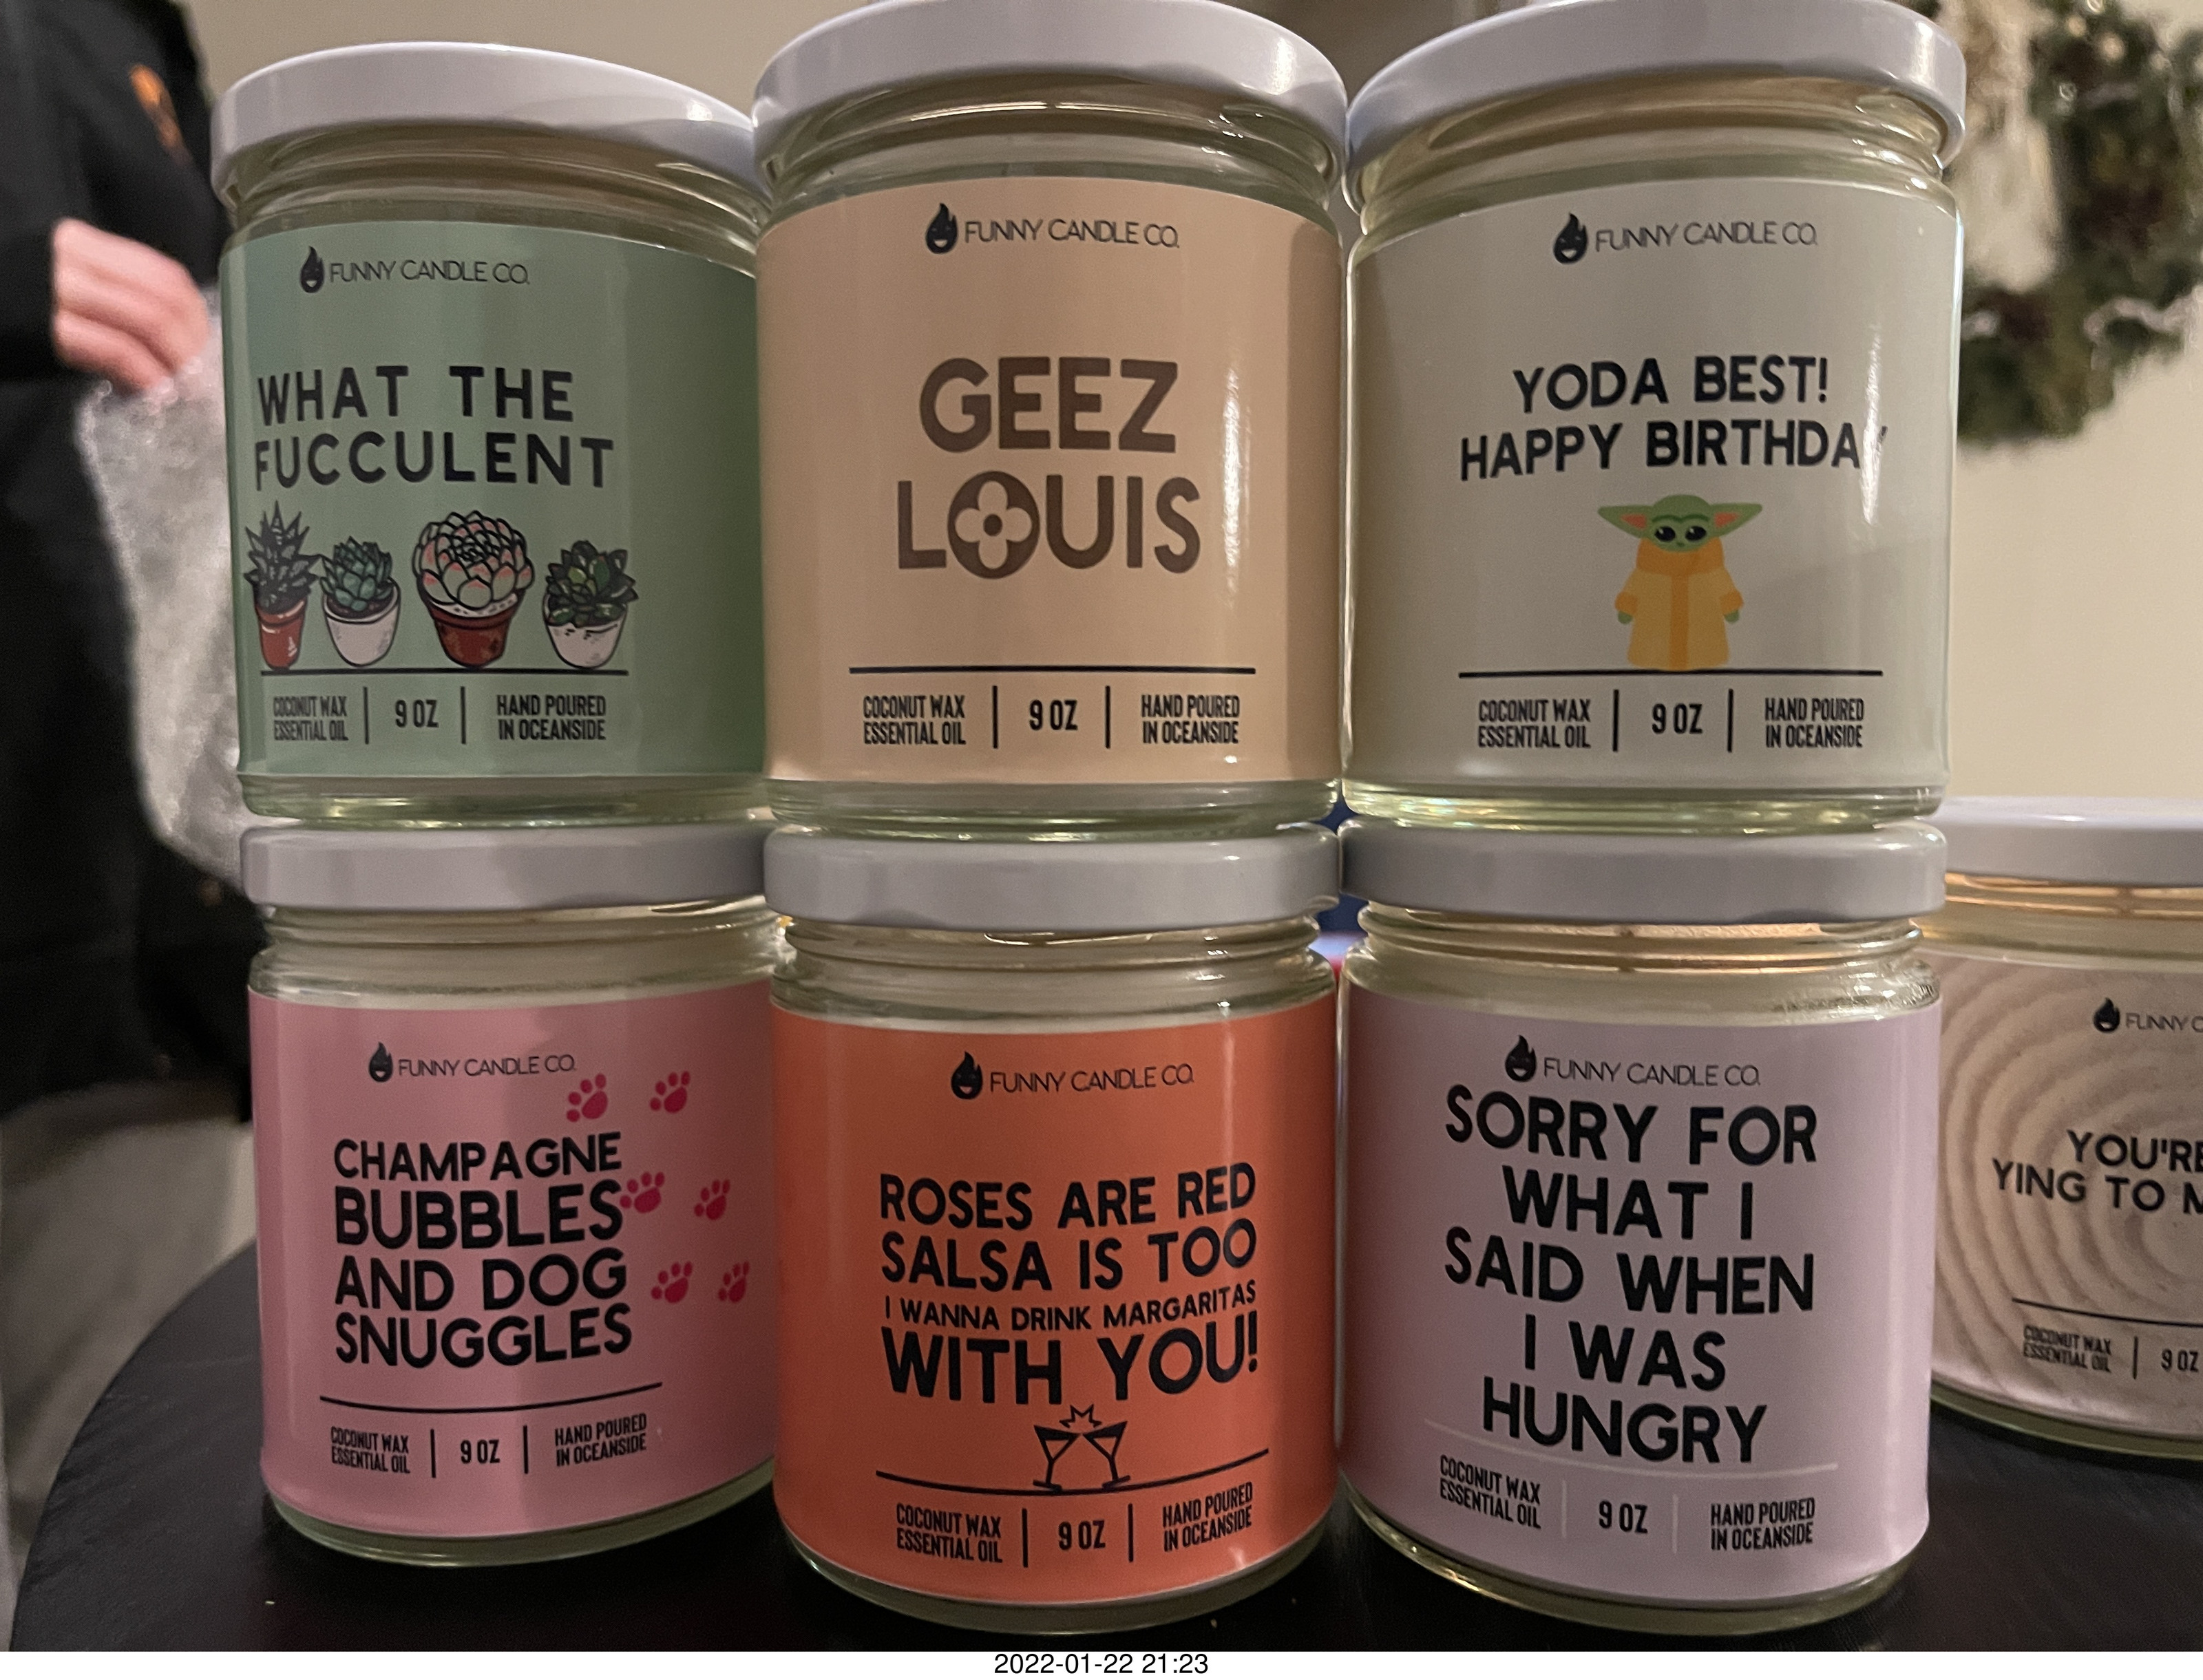 FUNNY CANDLE CO.
WHAT THE
FUCCULENT
COCONUT WAX
ESSENTIAL OIL
9 OZ
HAND POURED
IN OCEANSIDE
FUNNY CANDLE CO.
GEEZ
LOUIS
COCONUT WAX
ESSENTIAL OIL
9 OZ
HAND POURED
IN OCEANSIDE
FUNNY CANDLE CO.
YODA BEST!
HAPPY BIRTHDAY
COCONUT WAX
ESSENTIAL OIL
9 OZ
HAND POURED
IN OCEANSIDE
FUNNY CANDLE CO.
CHAMPAGNE
BUBBLES
AND DOG
SNUGGLES
COCONUT WAX
ESSENTIAL OIL
9 OZ
HAND POURED
IN OCEANSIDE
FUNNY CANDLE CO.
ROSES ARE RED
SALSA IS TOO
I WANNA DRINK MARGARITAS
WITH YOU!
COCONUT WAX
ESSENTIAL OIL
9 OZ
HAND POURED
IN OCEANSIDE
FUNNY CANDLE CO.
SORRY FOR
WHAT I
SAID WHEN
I WAS
HUNGRY
COCONUT WAX
ESSENTIAL OIL
9 OZ
HAND POURED
IN OCEANSIDE
FUNNY
YOU'RE
YING TO
COCONUT WAX
ESSENTIAL OIL
9 OZ
2022-01-22 21:23